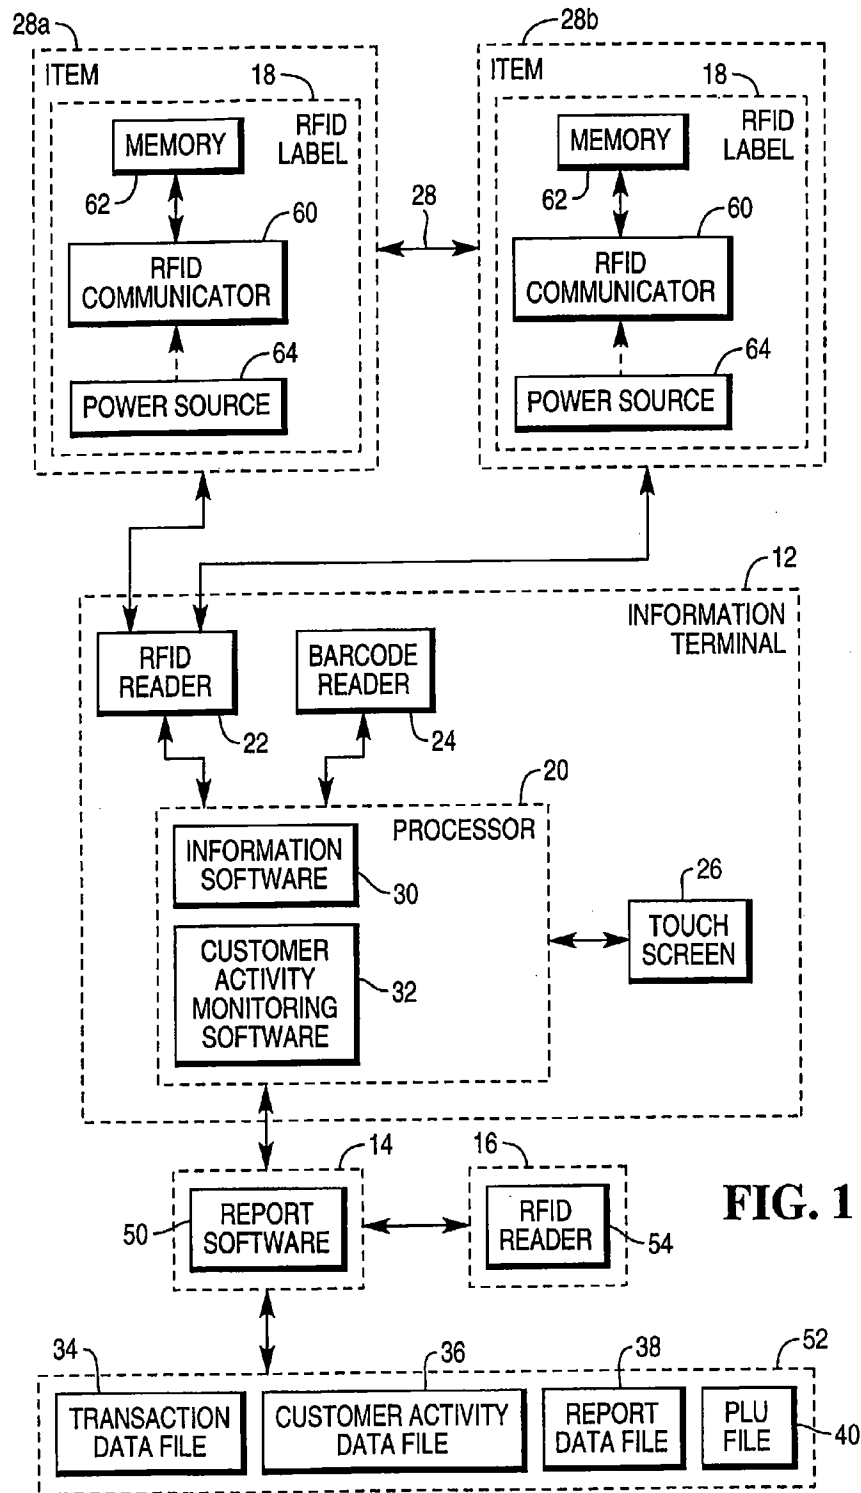 28a
ITEM
18
RFID
LABEL
MEMORY
62
60
RFID
COMMUNICATOR
64
POWER SOURCE
28
28b
ITEM
18
RFID
LABEL
MEMORY
62
60
RFID
COMMUNICATOR
64
POWER SOURCE
12
INFORMATION
TERMINAL
RFID
READER
22
BARCODE
READER
24
20
PROCESSOR
INFORMATION
SOFTWARE
30
CUSTOMER
ACTIVITY
MONITORING
SOFTWARE
32
26
TOUCH
SCREEN
14
50
REPORT
SOFTWARE
16
RFID
READER
54
FIG. 1
34
TRANSACTION
DATA FILE
36
CUSTOMER ACTIVITY
DATA FILE
38
REPORT
DATA FILE
52
PLU
FILE
40